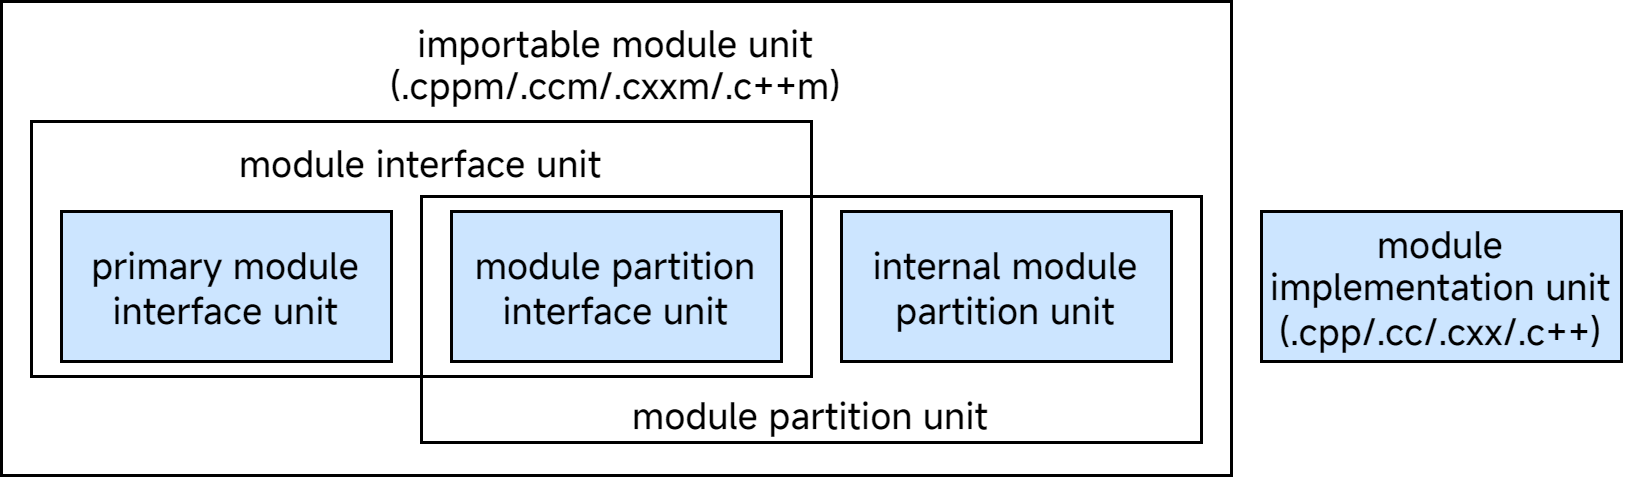 importable module unit
(.cppm/.ccm/.cxxm/.c++m)
module interface unit
primary module
interface unit
module partition
interface unit
internal module
partition unit
module partition unit
module
implementation unit
(.cpp/.cc/.cxx/.c++)